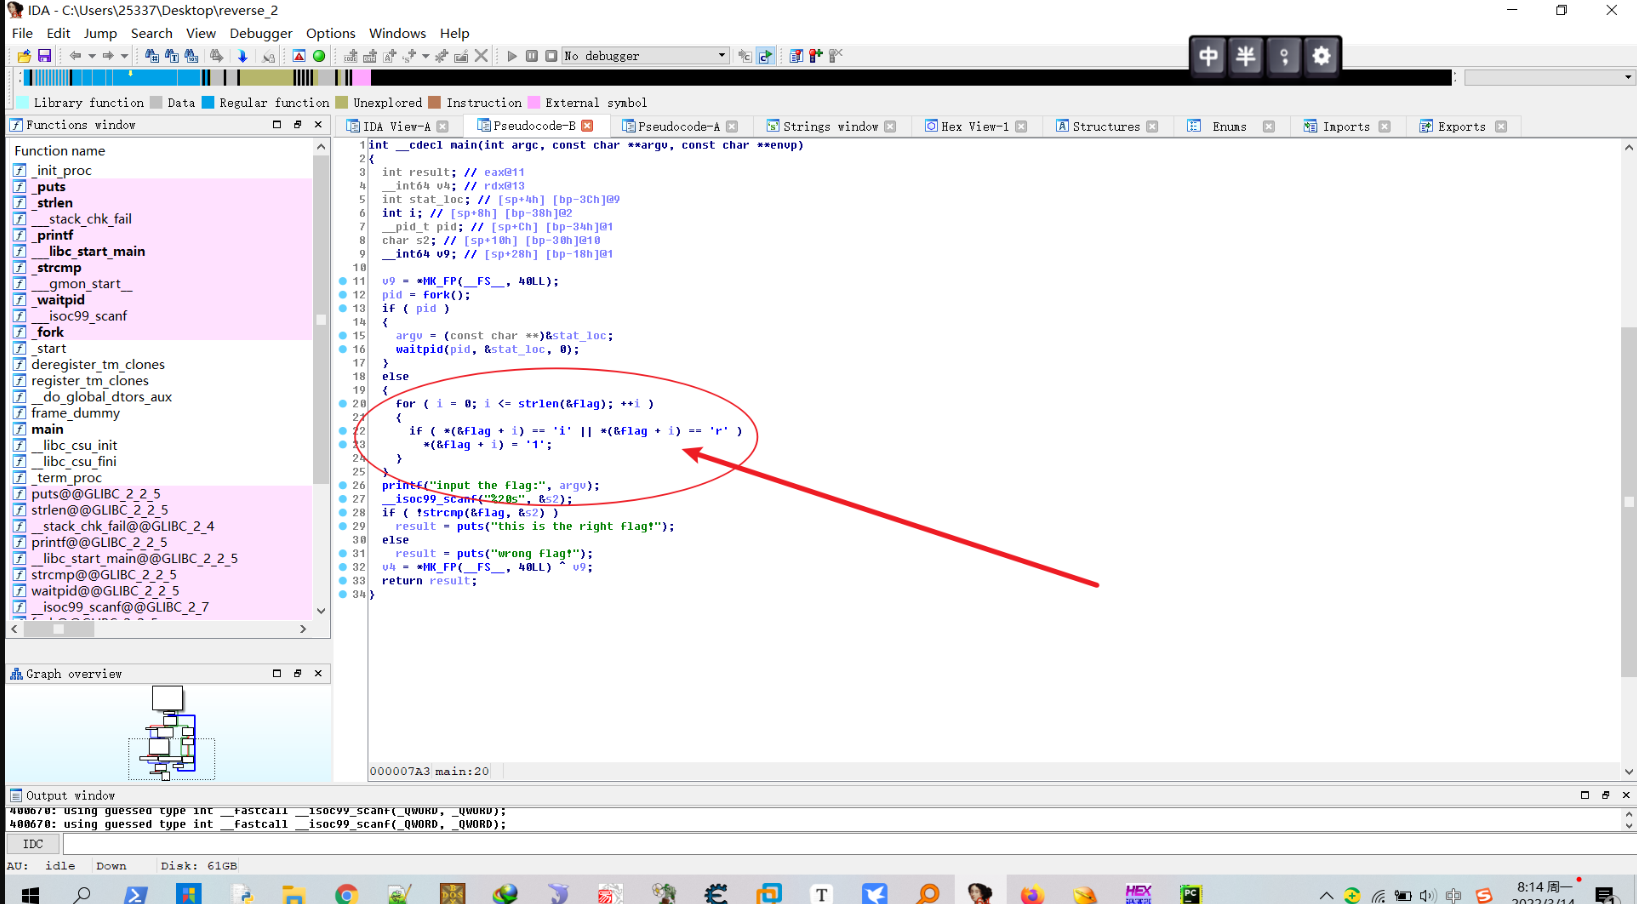 IDA - C:\Users\25337\Desktop\reverse_2
File Edit Jump Search View Debugger Options Windows Help
No debugger
中 半 ;
Library function Data Regular function Unexplored Instruction External symbol
Functions window
IDA View-A Pseudocode-B Pseudocode-A Strings window Hex View-1 Structures Enums Imports Exports
Function name
_init_proc
_puts
_strlen
___stack_chk_fail
_printf
___libc_start_main
_strcmp
___gmon_start__
_waitpid
___isoc99_scanf
_fork
_start
deregister_tm_clones
register_tm_clones
__do_global_dtors_aux
frame_dummy
main
__libc_csu_init
__libc_csu_fini
_term_proc
puts@@GLIBC_2_2_5
strlen@@GLIBC_2_2_5
__stack_chk_fail@@GLIBC_2_4
printf@@GLIBC_2_2_5
__libc_start_main@@GLIBC_2_2_5
strcmp@@GLIBC_2_2_5
waitpid@@GLIBC_2_2_5
__isoc99_scanf@@GLIBC_2_7
1 int __cdecl main(int argc, const char **argv, const char **envp)
2 {
3 int result; // eax@11
4 __int64 v4; // rdx@13
5 int stat_loc; // [sp+4h] [bp-3Ch]@9
6 int i; // [sp+8h] [bp-38h]@2
7 __pid_t pid; // [sp+Ch] [bp-34h]@1
8 char s2; // [sp+10h] [bp-30h]@10
9 __int64 v9; // [sp+28h] [bp-18h]@1
10
11 v9 = *MK_FP(__FS__, 40LL);
12 pid = fork();
13 if ( pid )
14 {
15 argv = (const char **)&stat_loc;
16 waitpid(pid, &stat_loc, 0);
17 }
18 else
19 {
20 for ( i = 0; i <= strlen(&flag); ++i )
21 {
22 if ( *(&flag + i) == 'i' || *(&flag + i) == 'r' )
23 *(&flag + i) = '1';
24 }
25 }
26 printf("input the flag:", argv);
27 __isoc99_scanf("%20s", &s2);
28 if ( !strcmp(&flag, &s2) )
29 result = puts("this is the right flag!");
30 else
31 result = puts("wrong flag!");
32 v4 = *MK_FP(__FS__, 40LL) ^ v9;
33 return result;
34 }
000007A3 main:20
Graph overview
Output window
400670: using guessed type int __fastcall __isoc99_scanf(_QWORD, _QWORD);
400670: using guessed type int __fastcall __isoc99_scanf(_QWORD, _QWORD);
IDC
AU: idle Down Disk: 61GB
T HEX PC
8:14 周一
2022/3/14